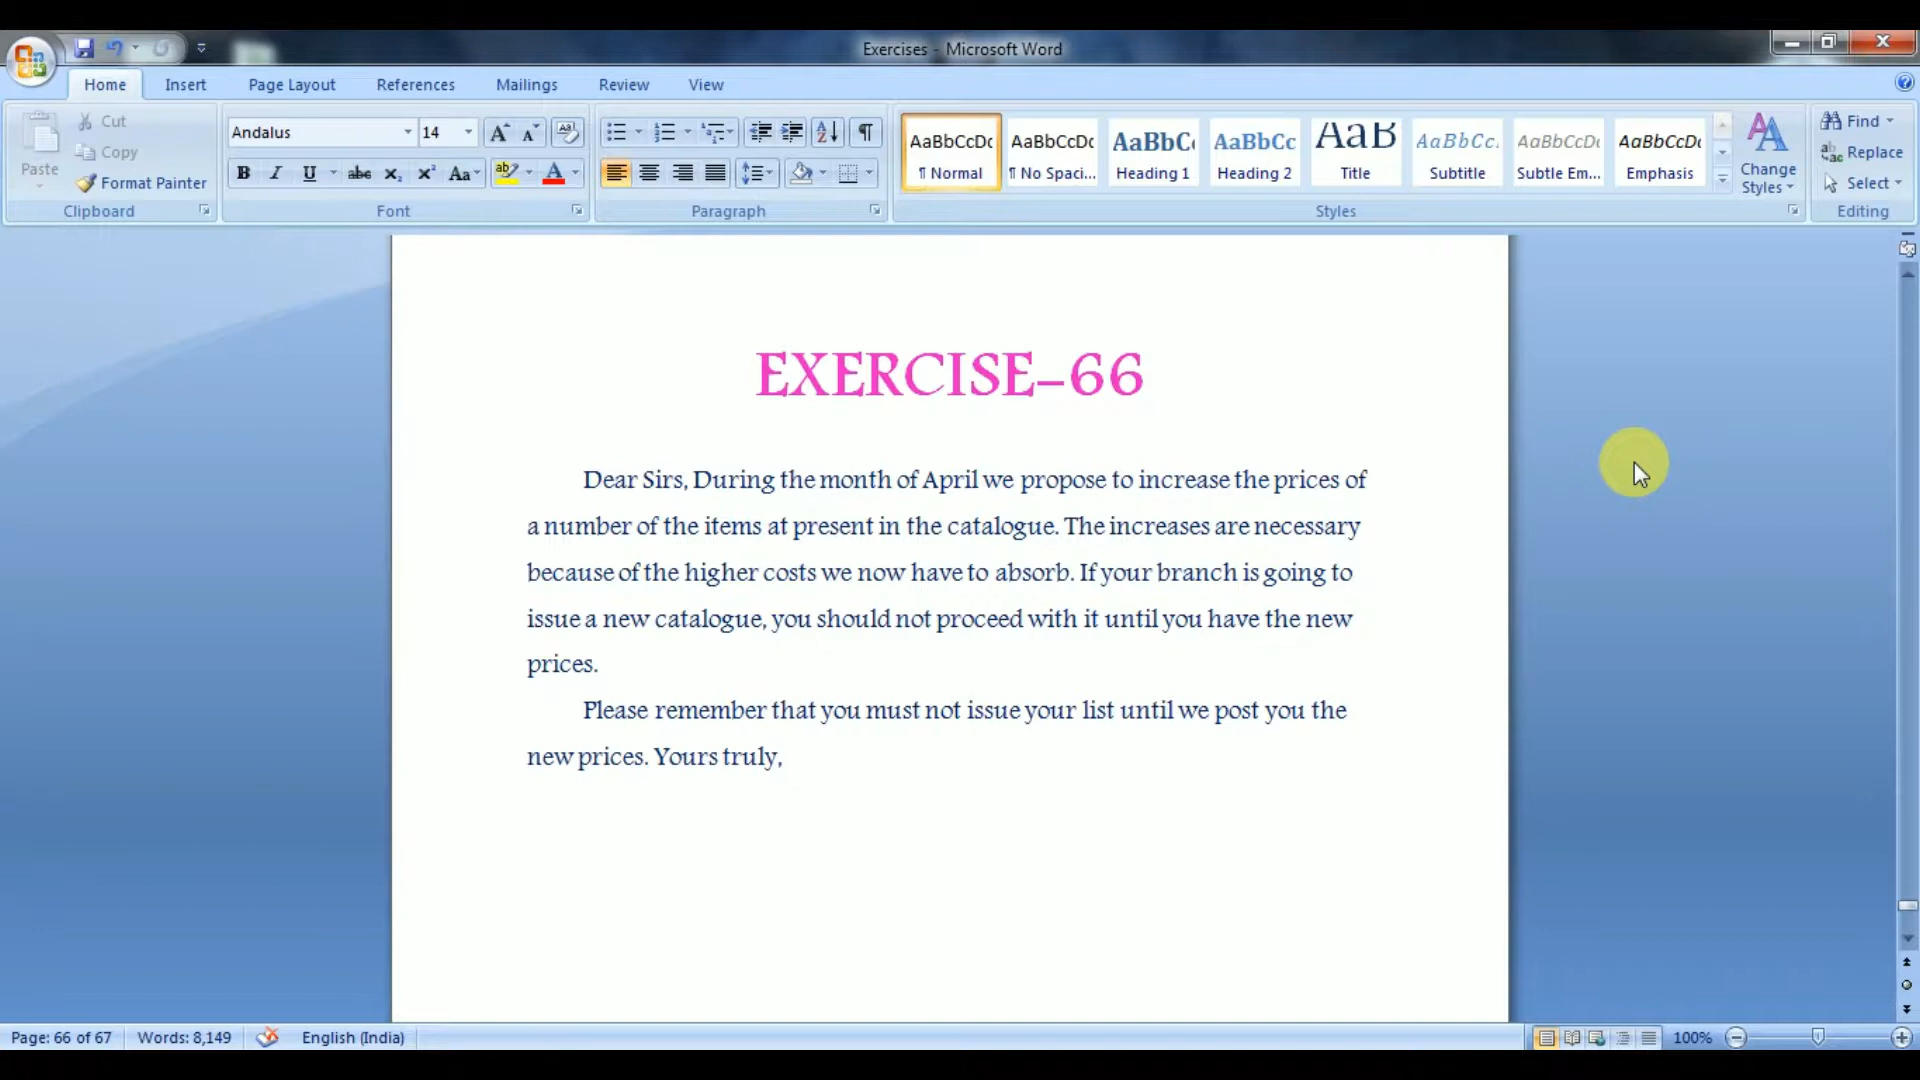 Exercises - Microsoft Word
Home Insert Page Layout References Mailings Review View
Paste
Cut
Copy
Format Painter
Clipboard
Andalus 14
B I U abc X₂ X² Aa ab A
Font
Paragraph
AaBbCcDc AaBbCcDc AaBbC AaBbCc AaB AaBbCc. AaBbCcDc AaBbCcDc
¶ Normal ¶ No Spaci... Heading 1 Heading 2 Title Subtitle Subtle Em... Emphasis
Change Styles
Styles
Find
Replace
Select
Editing
EXERCISE-66
Dear Sirs, During the month of April we propose to increase the prices of
a number of the items at present in the catalogue. The increases are necessary
because of the higher costs we now have to absorb. If your branch is going to
issue a new catalogue, you should not proceed with it until you have the new
prices.
Please remember that you must not issue your list until we post you the
new prices. Yours truly,
Page: 66 of 67 Words: 8,149 English (India) 100%